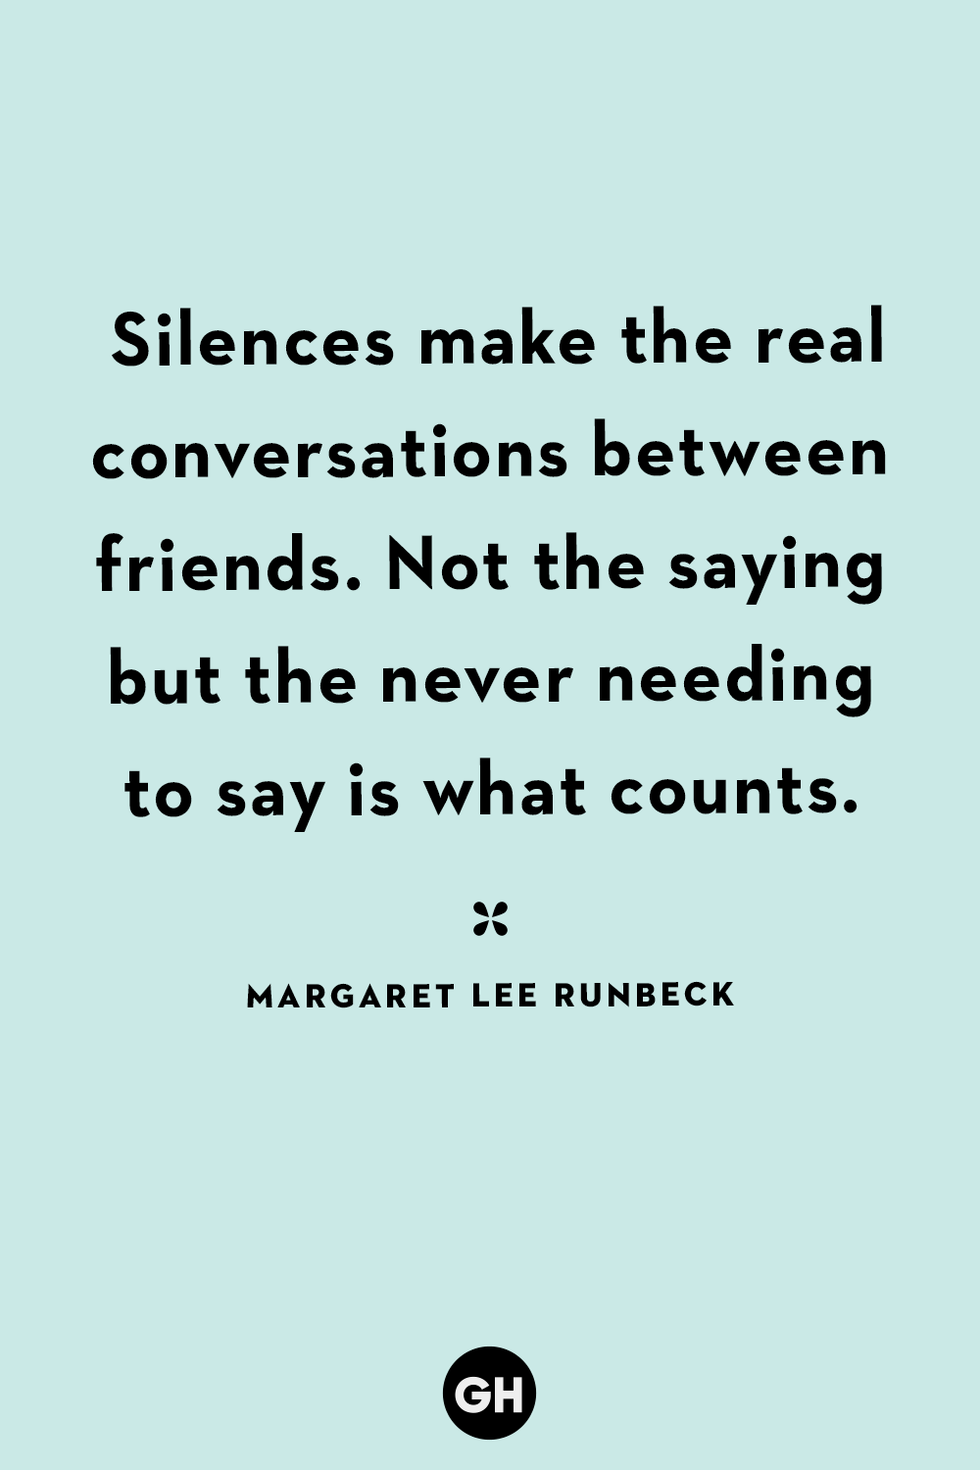 Silences make the real
conversations between
friends. Not the saying
but the never needing
to say is what counts.
MARGARET LEE RUNBECK
GH